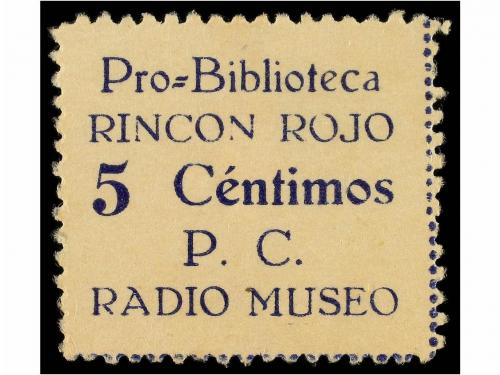 Pro=Biblioteca
RINCON ROJO
5 Céntimos
P. C.
RADIO MUSEO